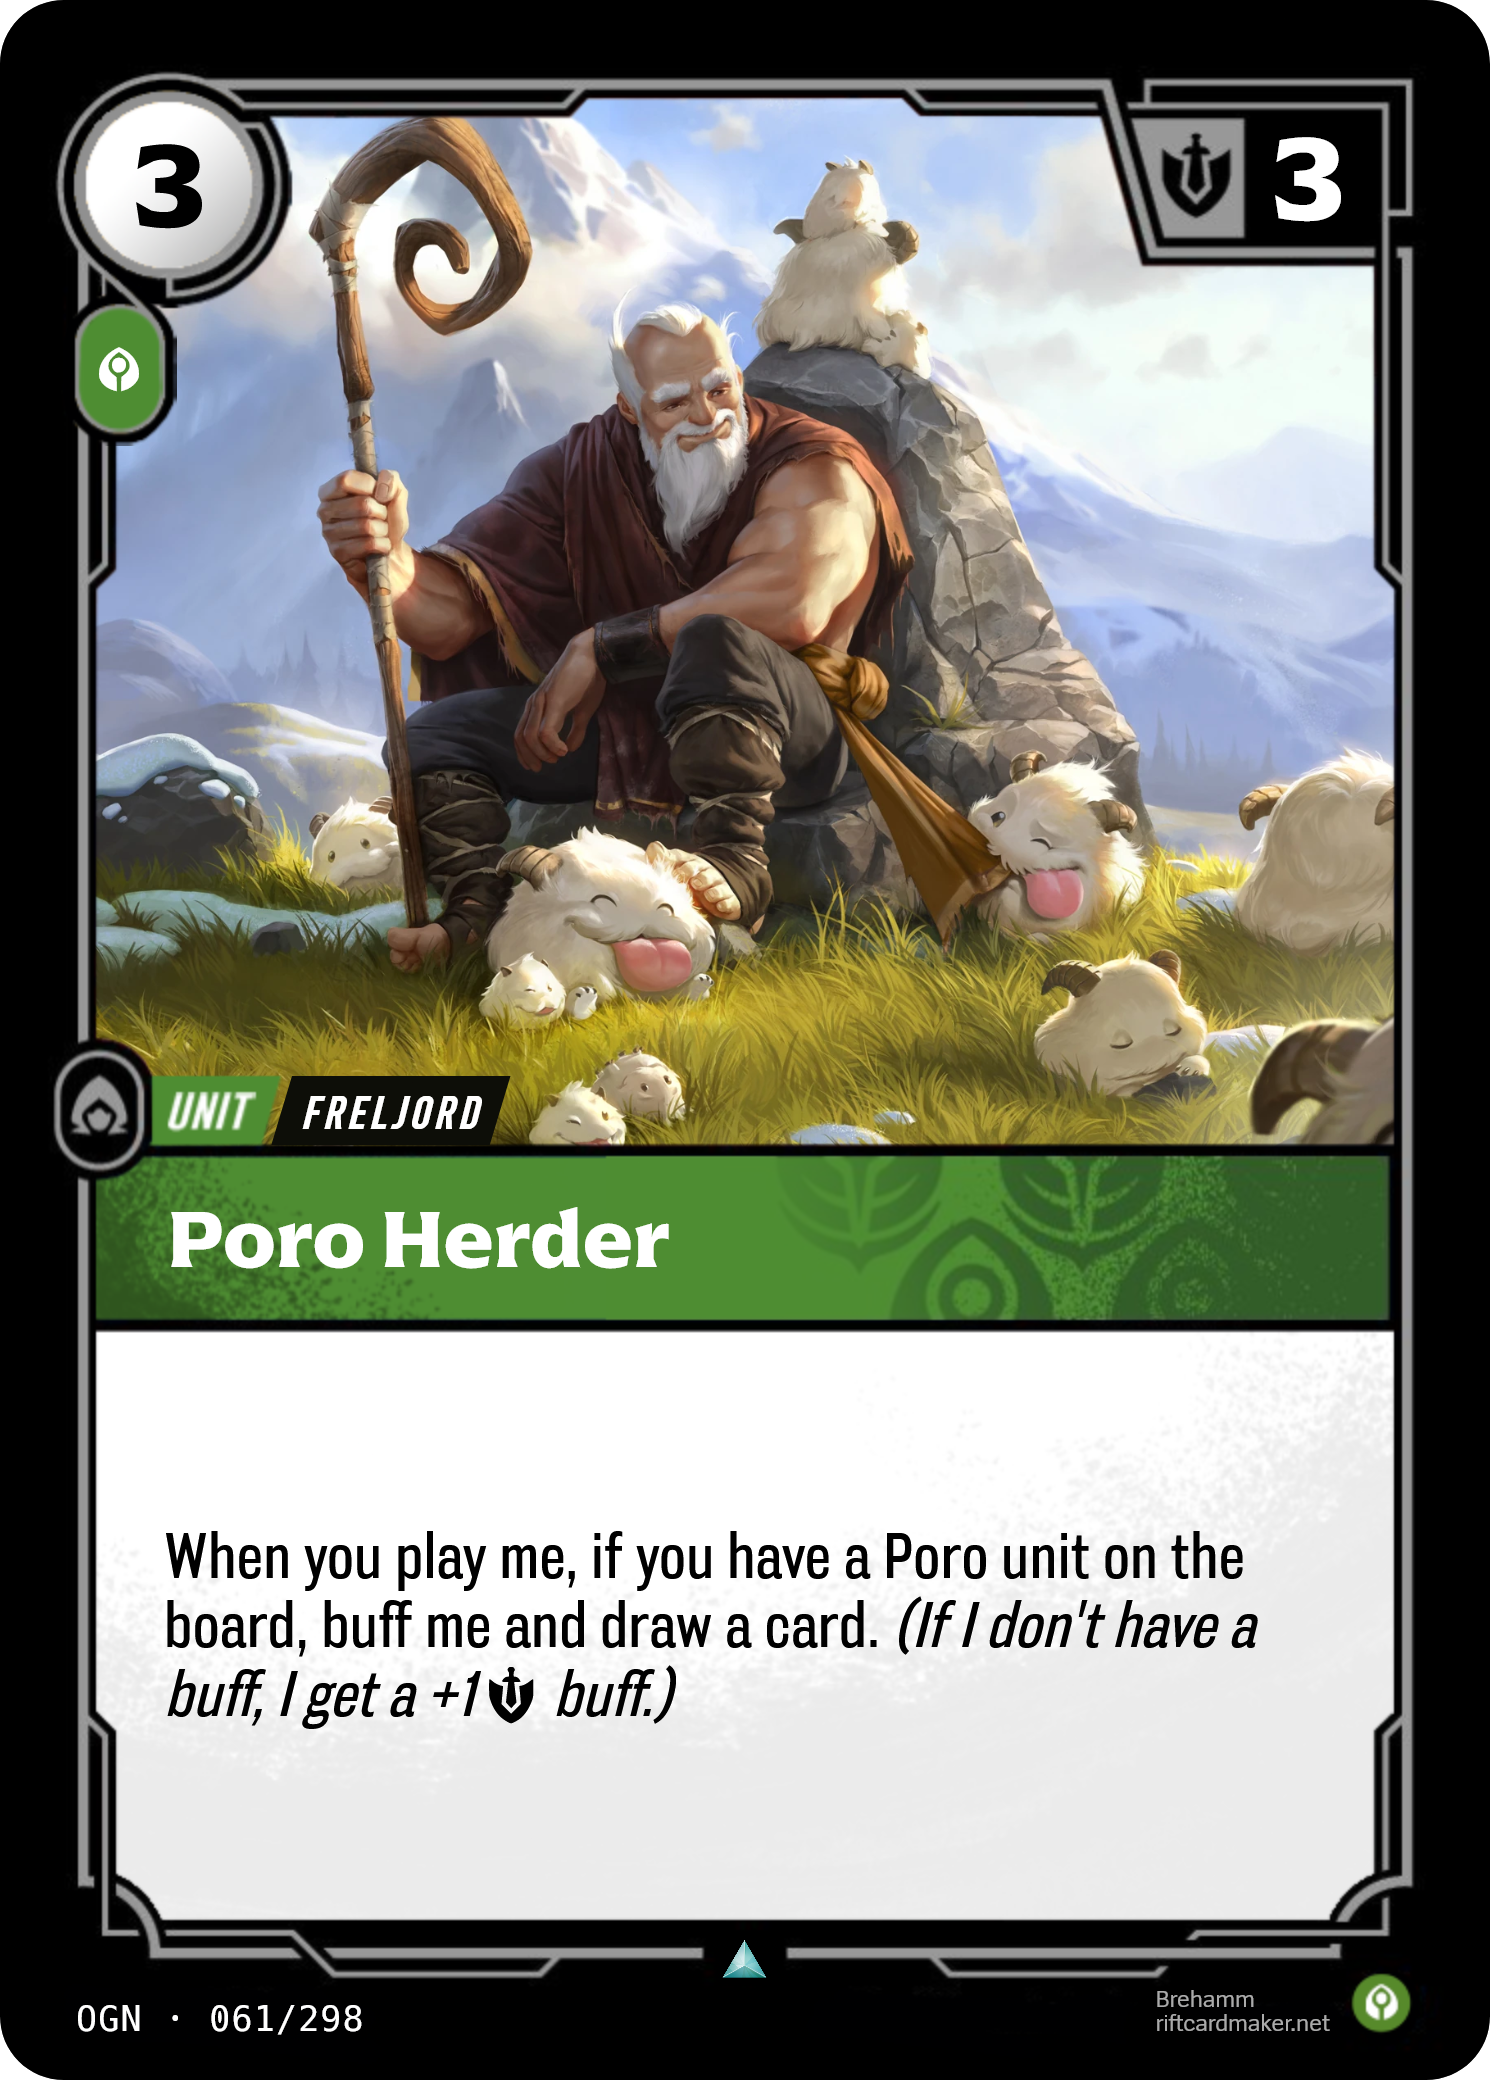 3
3
UNIT
FRELJORD
Poro Herder
When you play me, if you have a Poro unit on the
board, buff me and draw a card. (If I don't have a
buff, I get a +1 buff.)
OGN · 061/298
Brehamm
riftcardmaker.net